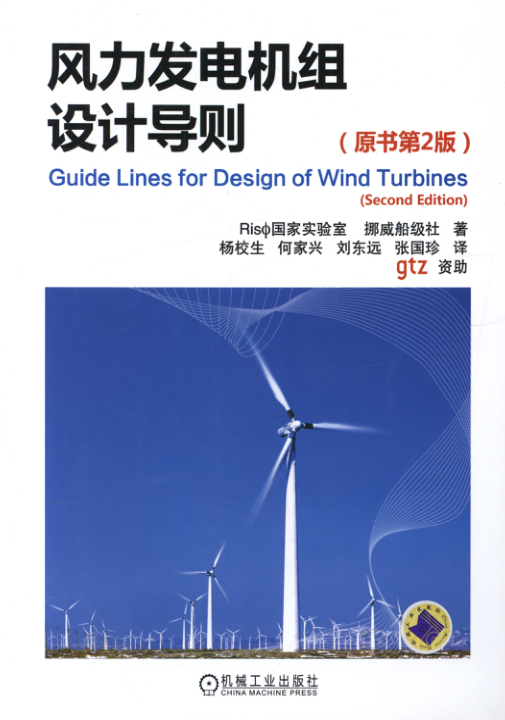 风力发电机组
设计导则
（原书第2版）
Guide Lines for Design of Wind Turbines
(Second Edition)
Risϕ国家实验室 挪威船级社 著
杨校生 何家兴 刘东远 张国珍 译
gtz 资助
机械工业出版社
CHINA MACHINE PRESS